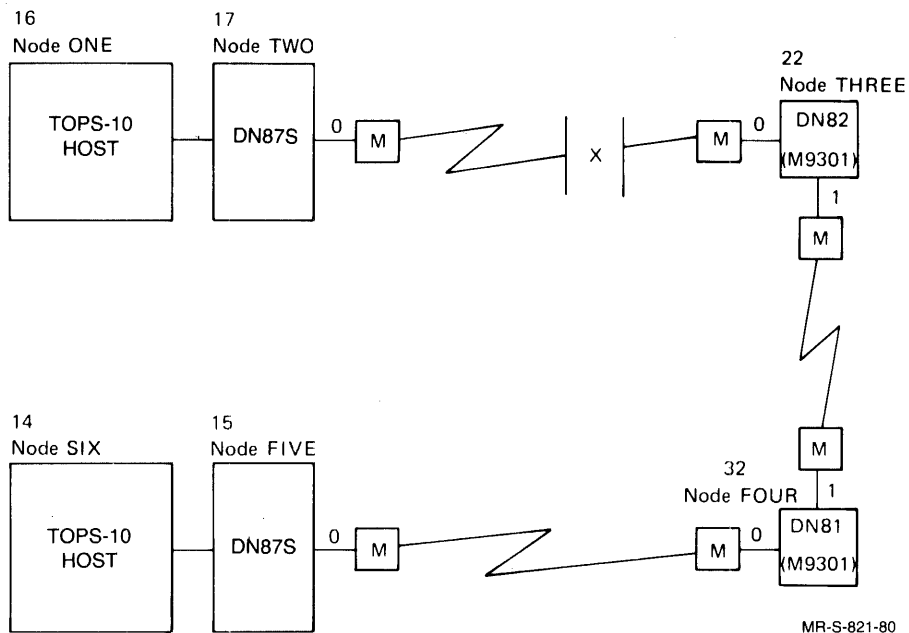 16
Node ONE
TOPS-10
HOST
17
Node TWO
DN87S
0
M
X
M
0
22
Node THREE
DN82
(M9301)
1
M
M
1
14
Node SIX
TOPS-10
HOST
15
Node FIVE
DN87S
0
M
M
0
32
Node FOUR
DN81
(M9301)
MR-S-821-80